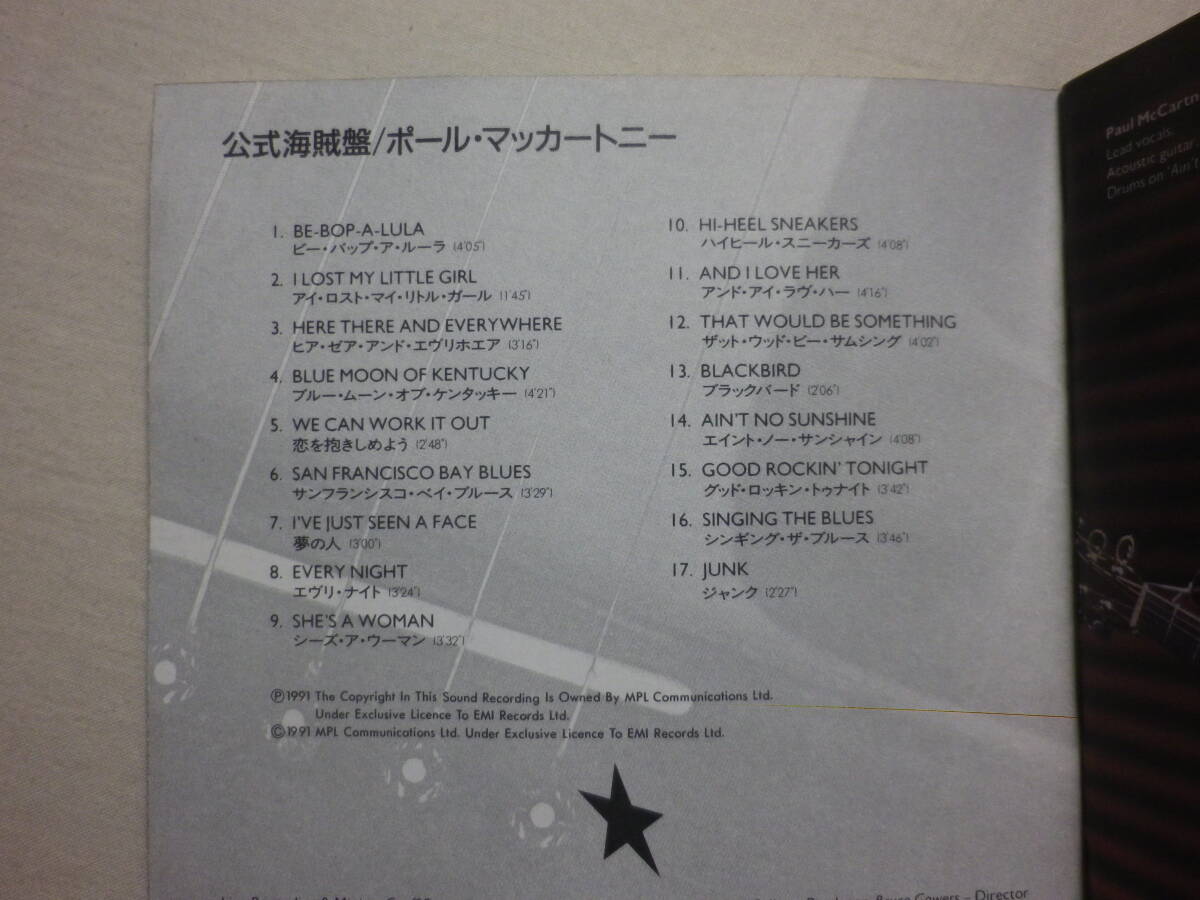 公式海賊盤/ポール・マッカートニー
1. BE-BOP-A-LULA
ビー・バップ・ア・ルーラ (4'05")
2. I LOST MY LITTLE GIRL
アイ・ロスト・マイ・リトル・ガール (1'45")
3. HERE THERE AND EVERYWHERE
ヒア・ゼア・アンド・エヴリホエア (3'16")
4. BLUE MOON OF KENTUCKY
ブルー・ムーン・オブ・ケンタッキー (4'21")
5. WE CAN WORK IT OUT
恋を抱きしめよう (2'48")
6. SAN FRANCISCO BAY BLUES
サンフランシスコ・ベイ・ブルース (3'29")
7. I'VE JUST SEEN A FACE
夢の人 (3'00")
8. EVERY NIGHT
エヴリ・ナイト (3'24")
9. SHE'S A WOMAN
シーズ・ア・ウーマン (3'32")
10. HI-HEEL SNEAKERS
ハイヒール・スニーカーズ (4'08")
11. AND I LOVE HER
アンド・アイ・ラヴ・ハー (4'16")
12. THAT WOULD BE SOMETHING
ザット・ウッド・ビー・サムシング (4'02")
13. BLACKBIRD
ブラックバード (2'06")
14. AIN'T NO SUNSHINE
エイント・ノー・サンシャイン (4'08")
15. GOOD ROCKIN' TONIGHT
グッド・ロッキン・トゥナイト (3'42")
16. SINGING THE BLUES
シンギング・ザ・ブルース (3'46")
17. JUNK
ジャンク (2'27")
Ⓟ1991 The Copyright In This Sound Recording Is Owned By MPL Communications Ltd.
Under Exclusive Licence To EMI Records Ltd.
©1991 MPL Communications Ltd. Under Exclusive Licence To EMI Records Ltd.
Gowers – Director
Paul McCartn
Lead vocals,
Acoustic guitar
Drums on 'Ain't